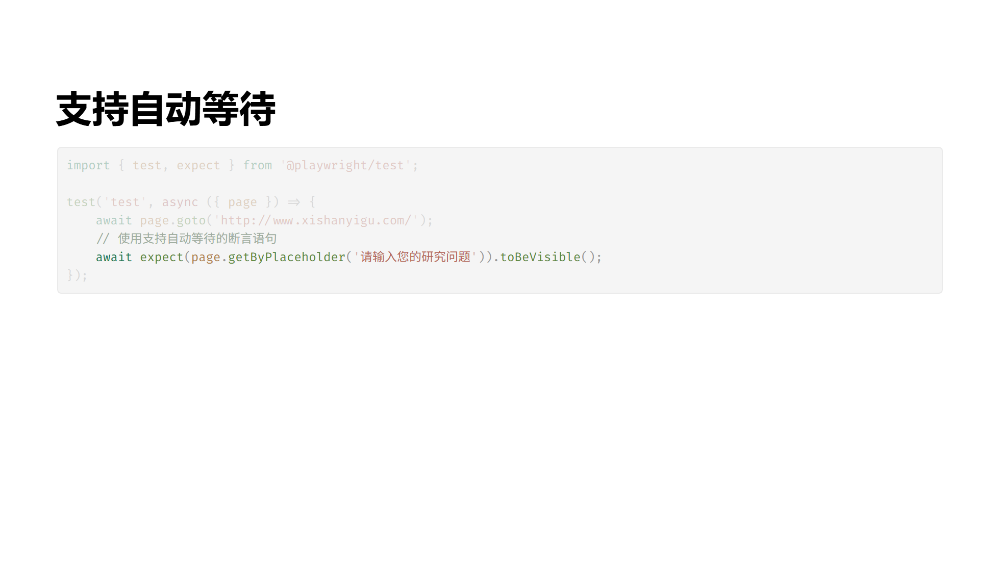 支持自动等待
import { test, expect } from '@playwright/test';
test('test', async ({ page }) => {
    await page.goto('http://www.xishanyigu.com/');
    // 使用支持自动等待的断言语句
    await expect(page.getByPlaceholder('请输入您的研究问题')).toBeVisible();
});